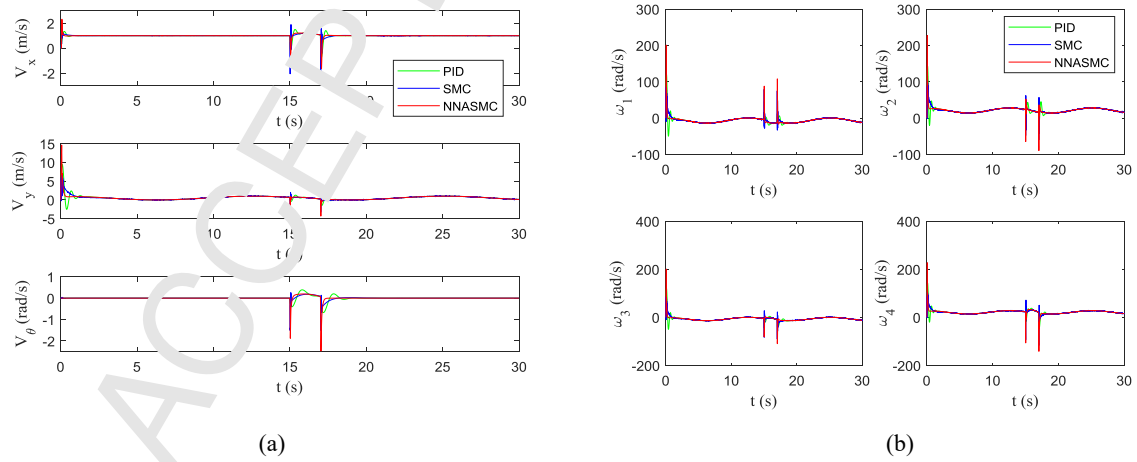 V_x (m/s)
2
0
-2
0 5 10 15 20 25 30
t (s)
PID
SMC
NNASMC
V_y (m/s)
15
10
5
0
-5
0 5 10 15 20 25 30
V_θ (rad/s)
1
0
-1
-2
0 5 10 15 20 25 30
t (s)
(a)
ω_1 (rad/s)
300
200
100
0
-100
0 10 20 30
t (s)
ω_2 (rad/s)
300
200
100
0
-100
0 10 20 30
t (s)
PID
SMC
NNASMC
ω_3 (rad/s)
400
200
0
-200
0 10 20 30
t (s)
ω_4 (rad/s)
400
200
0
-200
0 10 20 30
t (s)
(b)